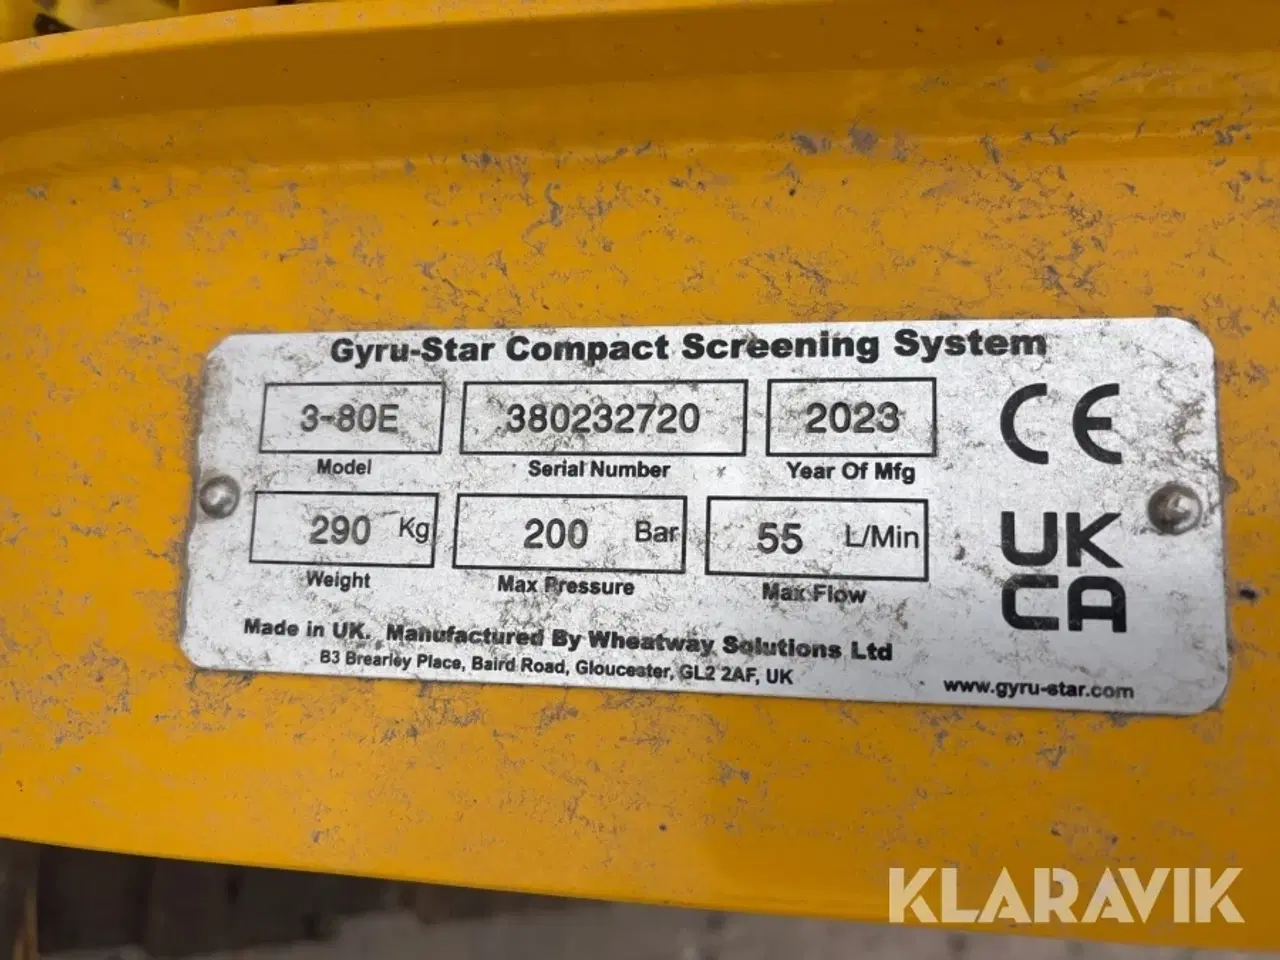 Gyru-Star Compact Screening System
3-80E 380232720 2023
Model Serial Number Year Of Mfg
290 Kg 200 Bar 55 L/Min
Weight Max Pressure Max Flow
CE
UK
CA
Made in UK. Manufactured By Wheatway Solutions Ltd
B3 Brearley Place, Baird Road, Gloucester, GL2 2AF, UK
www.gyru-star.com
KLARAVIK